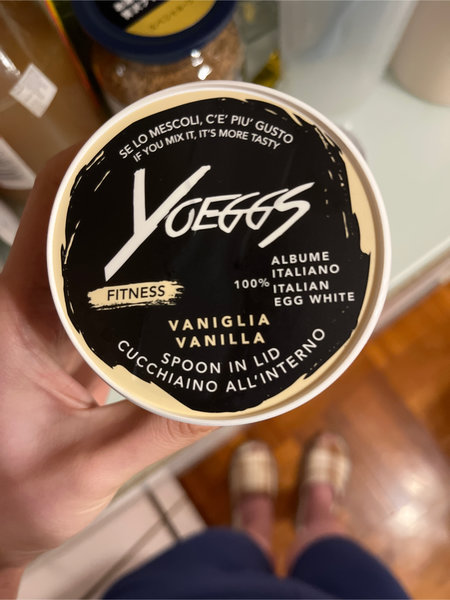 SE LO MESCOLI, C'E' PIU' GUSTO
IF YOU MIX IT, IT'S MORE TASTY
YOEGGS
FITNESS
100%
ALBUME
ITALIANO
ITALIAN
EGG WHITE
VANIGLIA
VANILLA
SPOON IN LID
CUCCHIAINO ALL'INTERNO